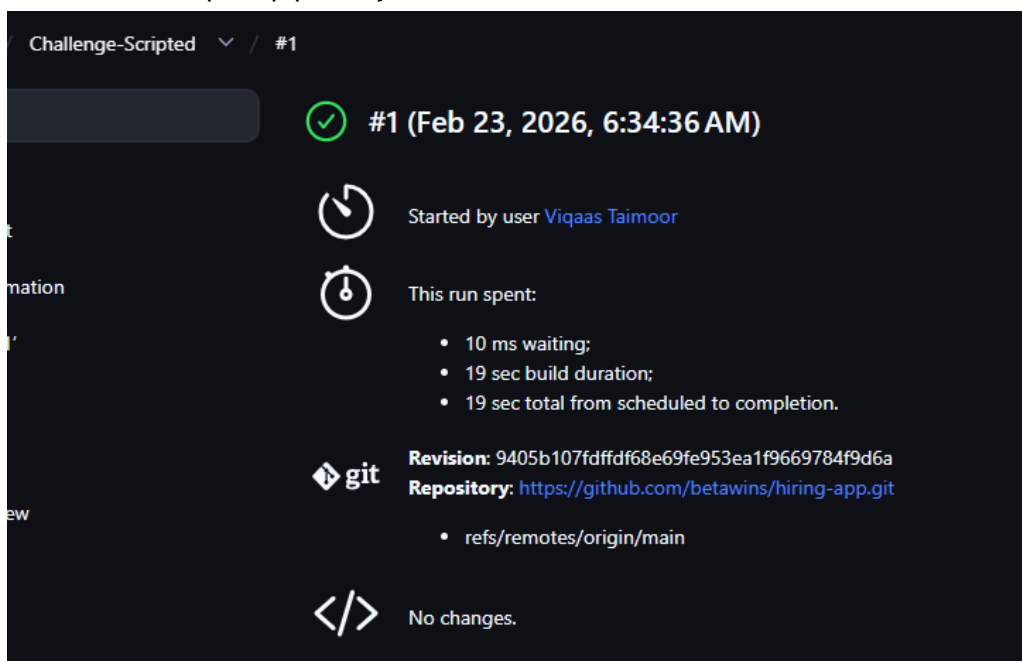 / Challenge-Scripted / #1
#1 (Feb 23, 2026, 6:34:36 AM)
t
Started by user Viqaas Taimoor
mation
This run spent:
• 10 ms waiting;
• 19 sec build duration;
• 19 sec total from scheduled to completion.
git
Revision: 9405b107fdffdf68e69fe953ea1f9669784f9d6a
Repository: https://github.com/betawins/hiring-app.git
ew
• refs/remotes/origin/main
</> No changes.